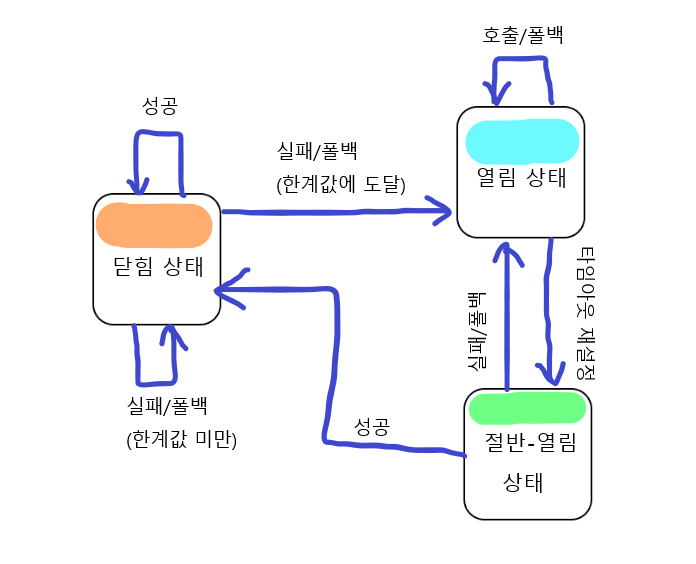 호출/폴백
성공
실패/폴백
(한계값에 도달)
열림 상태
닫힘 상태
타임아웃 재설정
실패/폴백
실패/폴백
(한계값 미만)
성공
절반-열림
상태